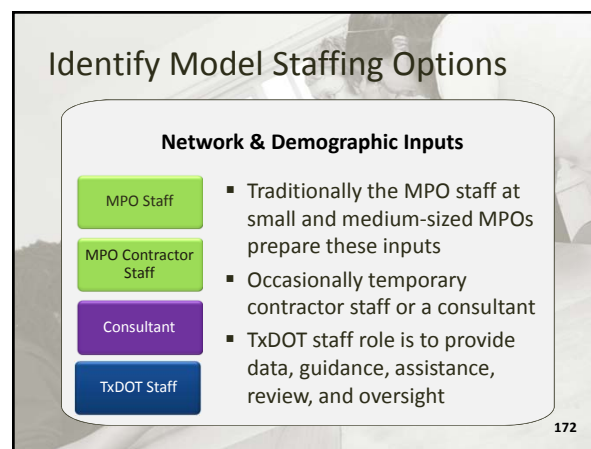 Identify Model Staffing Options
Network & Demographic Inputs
MPO Staff
MPO Contractor
Staff
Consultant
TxDOT Staff
▪ Traditionally the MPO staff at
small and medium-sized MPOs
prepare these inputs
▪ Occasionally temporary
contractor staff or a consultant
▪ TxDOT staff role is to provide
data, guidance, assistance,
review, and oversight
172